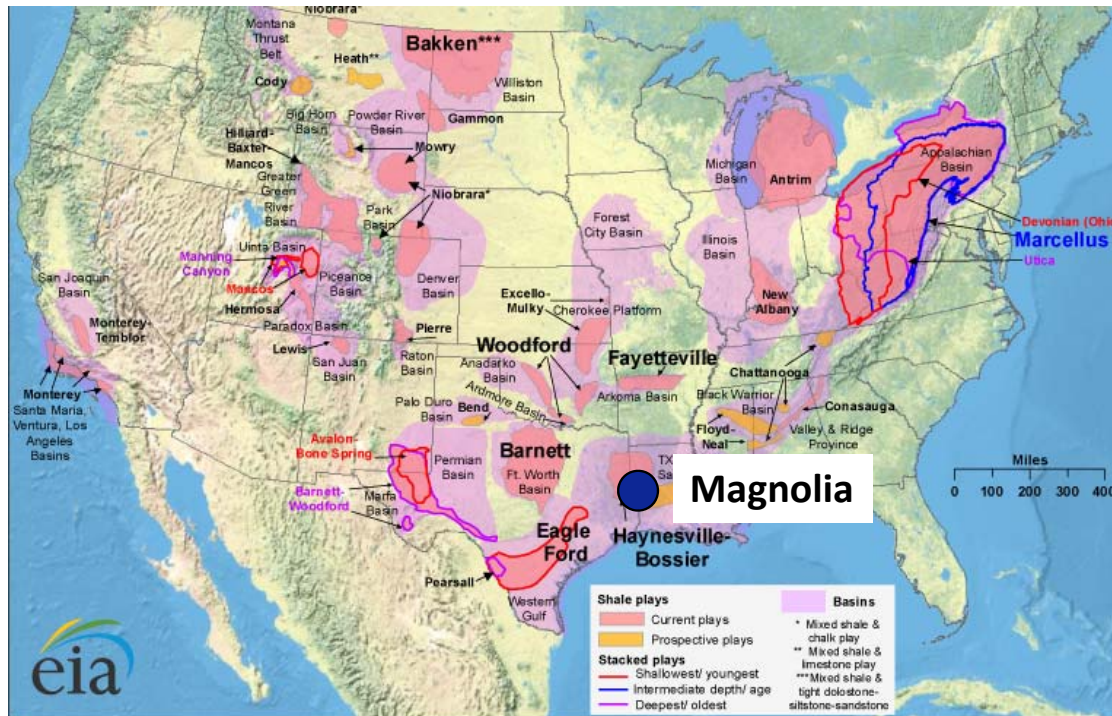 Niobrara*
Montana
Thrust
Belt
Cody
Heath**
Bakken***
Williston
Basin
Big Horn
Basin
Powder River
Basin
Gammon
Hilliard-
Baxter-
Mancos
Mowry
Greater
Green
River
Basin
Niobrara*
Park
Basin
Uinta Basin
Manning
Canyon
Mancos
Piceance
Basin
Denver
Basin
Hermosa
Paradox Basin
Lewis
San Juan
Basin
Pierre
Raton
Basin
San Joaquin
Basin
Monterey-
Temblor
Monterey
Santa Maria,
Ventura, Los
Angeles
Basins
Forest
City Basin
Excello-
Mulky
Cherokee Platform
Woodford
Anadarko
Basin
Ardmore Basin
Palo Duro
Basin
Bend
Fayetteville
Arkoma Basin
Michigan
Basin
Antrim
Illinois
Basin
New
Albany
Appalachian
Basin
Devonian (Ohio
Marcellus
Utica
Chattanooga
Black Warrior
Basin
Conasauga
Floyd-
Neal
Valley & Ridge
Province
Avalon-
Bone Spring
Permian
Basin
Barnett
Ft. Worth
Basin
Barnett-
Woodford
Marfa
Basin
TX
Sa
Magnolia
Eagle
Ford
Haynesville-
Bossier
Pearsall
Western
Gulf
Miles
0 100 200 300 400
Shale plays
Current plays
Prospective plays
Stacked plays
Shallowest/ youngest
Intermediate depth/ age
Deepest/ oldest
Basins
* Mixed shale &
chalk play
** Mixed shale &
limestone play
***Mixed shale &
tight dolostone-
siltstone-sandstone
eia